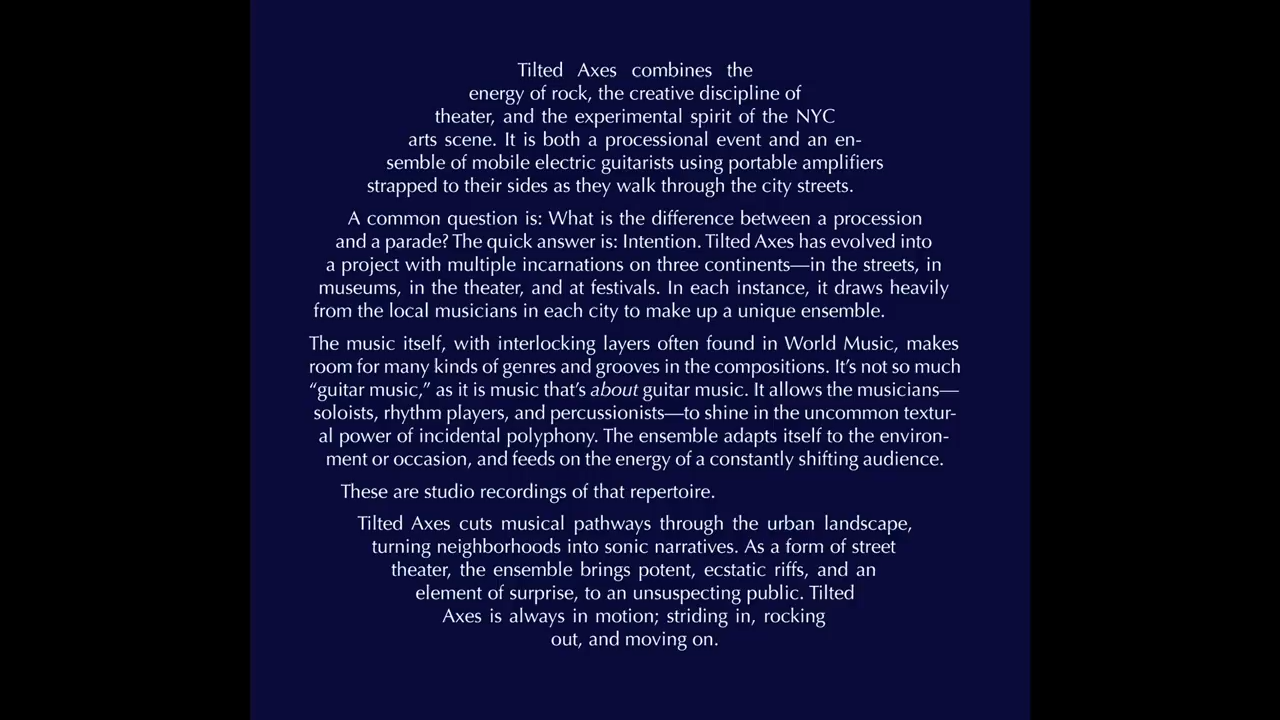 Tilted Axes combines the
energy of rock, the creative discipline of
theater, and the experimental spirit of the NYC
arts scene. It is both a processional event and an en-
semble of mobile electric guitarists using portable amplifiers
strapped to their sides as they walk through the city streets.
A common question is: What is the difference between a procession
and a parade? The quick answer is: Intention. Tilted Axes has evolved into
a project with multiple incarnations on three continents—in the streets, in
museums, in the theater, and at festivals. In each instance, it draws heavily
from the local musicians in each city to make up a unique ensemble.
The music itself, with interlocking layers often found in World Music, makes
room for many kinds of genres and grooves in the compositions. It’s not so much
“guitar music,” as it is music that’s about guitar music. It allows the musicians—
soloists, rhythm players, and percussionists—to shine in the uncommon textur-
al power of incidental polyphony. The ensemble adapts itself to the environ-
ment or occasion, and feeds on the energy of a constantly shifting audience.
These are studio recordings of that repertoire.
Tilted Axes cuts musical pathways through the urban landscape,
turning neighborhoods into sonic narratives. As a form of street
theater, the ensemble brings potent, ecstatic riffs, and an
element of surprise, to an unsuspecting public. Tilted
Axes is always in motion; striding in, rocking
out, and moving on.